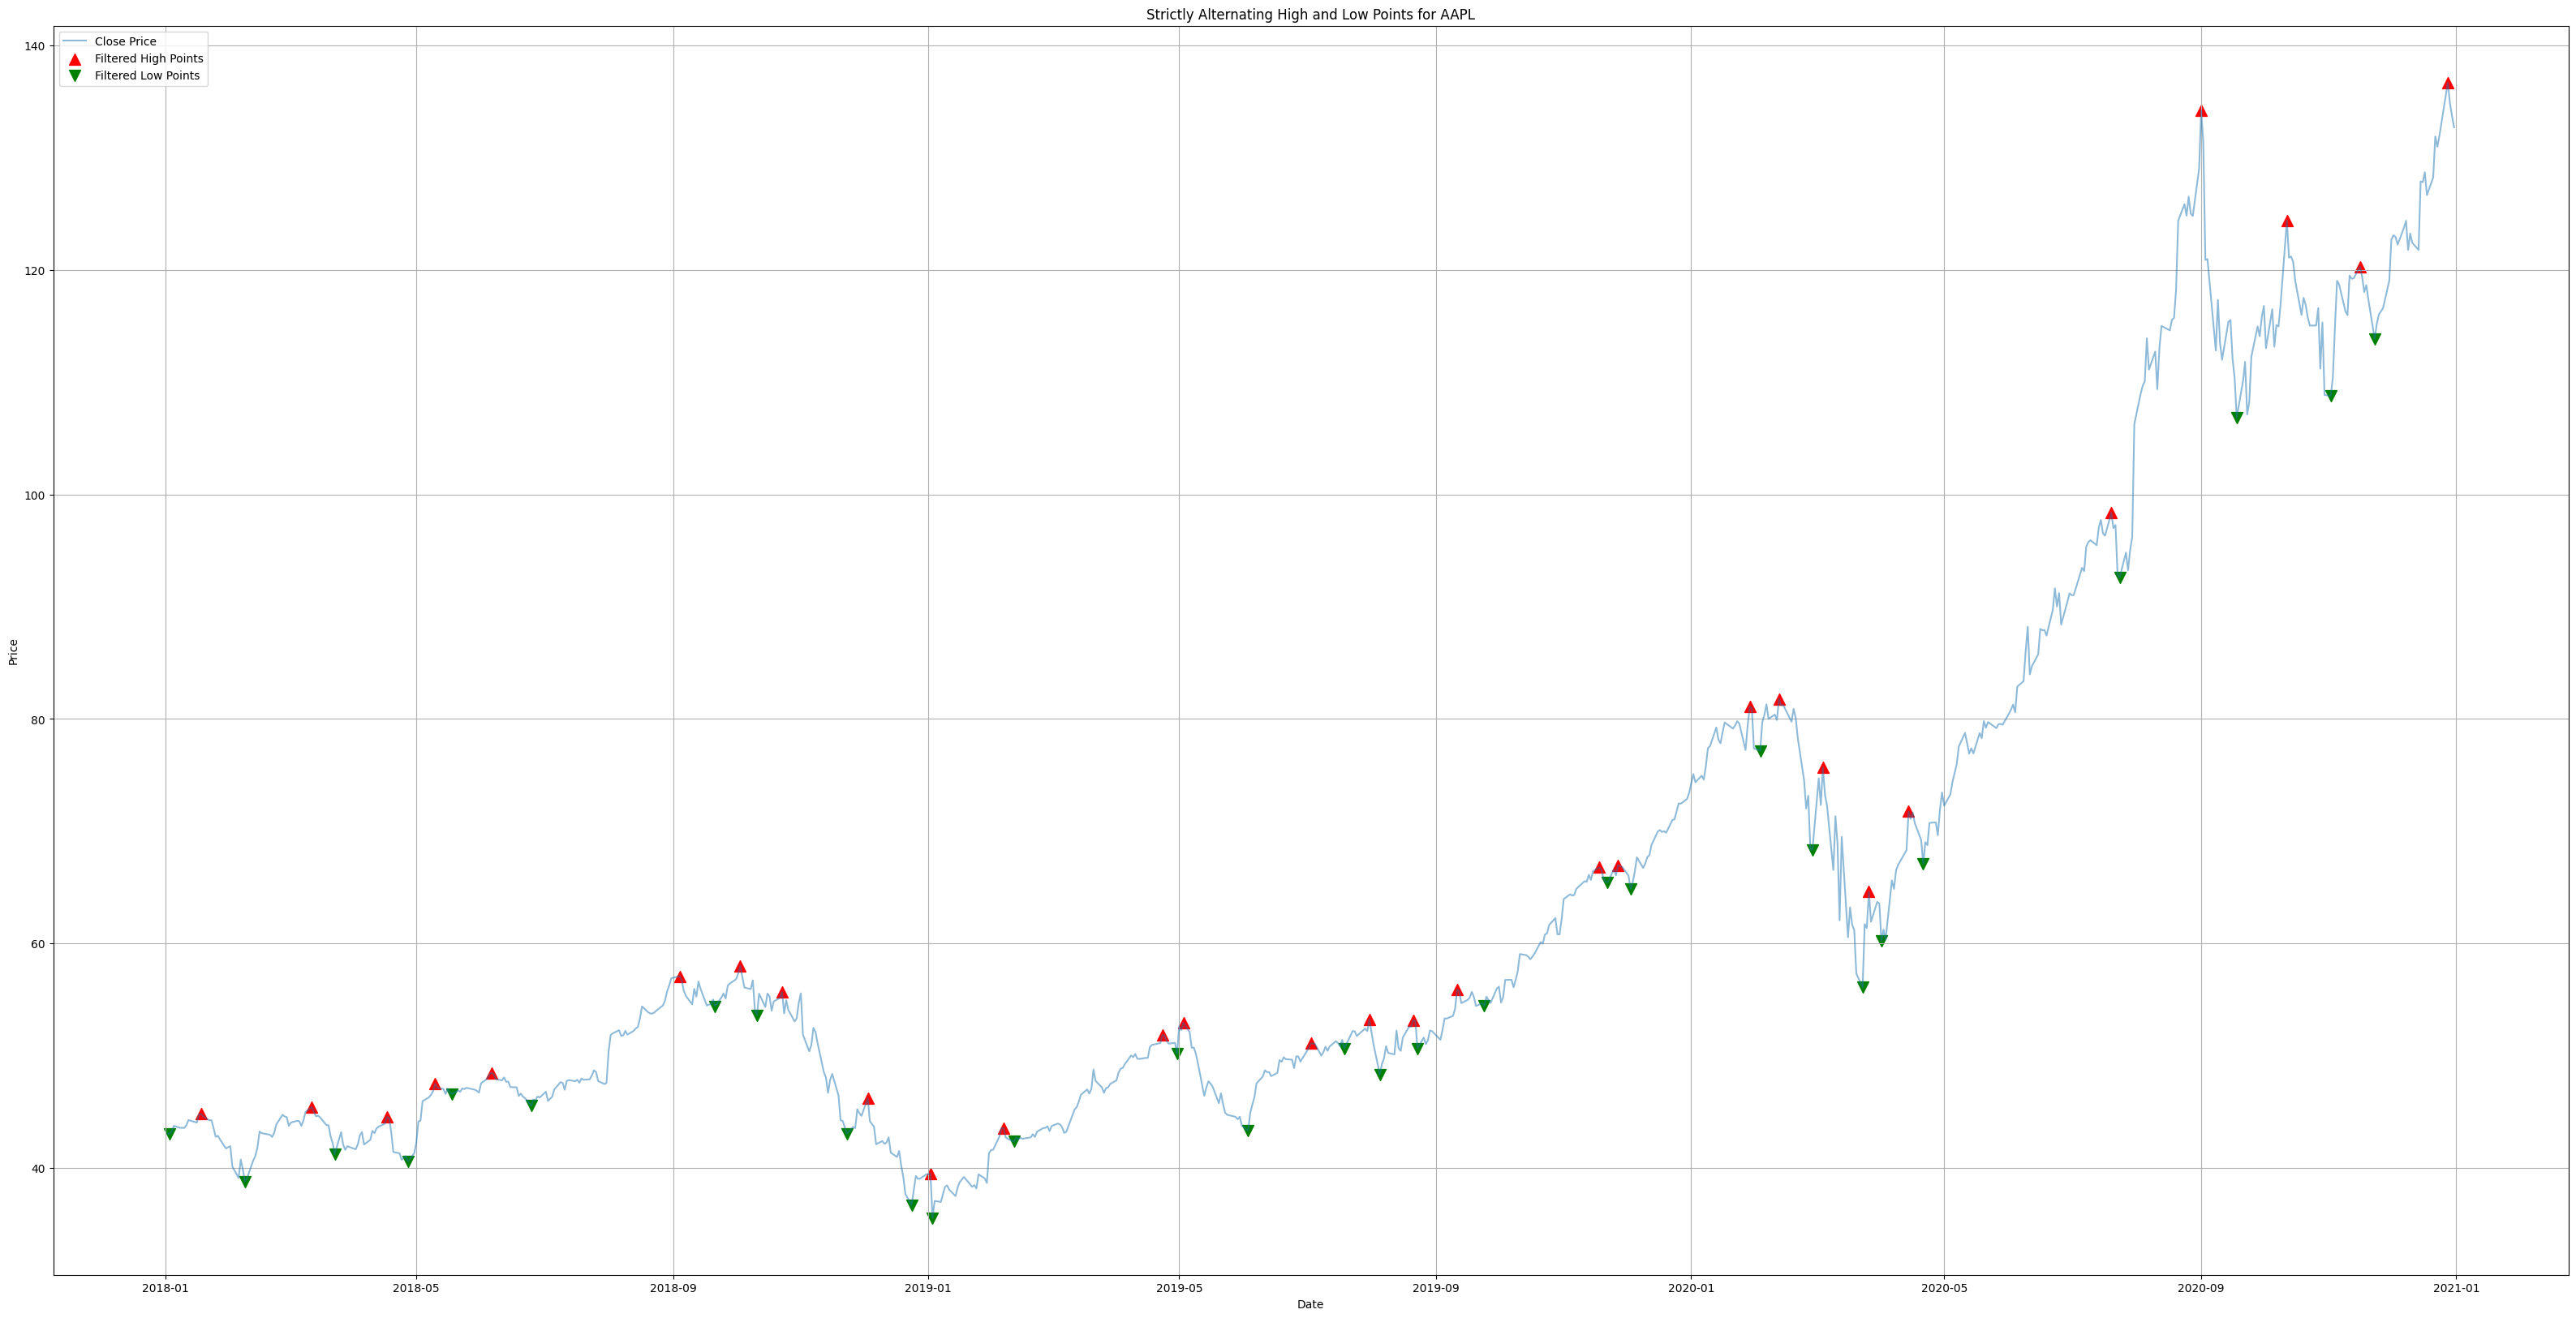 Strictly Alternating High and Low Points for AAPL
Close Price
Filtered High Points
Filtered Low Points
140
120
100
80
60
40
Price
2018-01
2018-05
2018-09
2019-01
2019-05
2019-09
2020-01
2020-05
2020-09
2021-01
Date